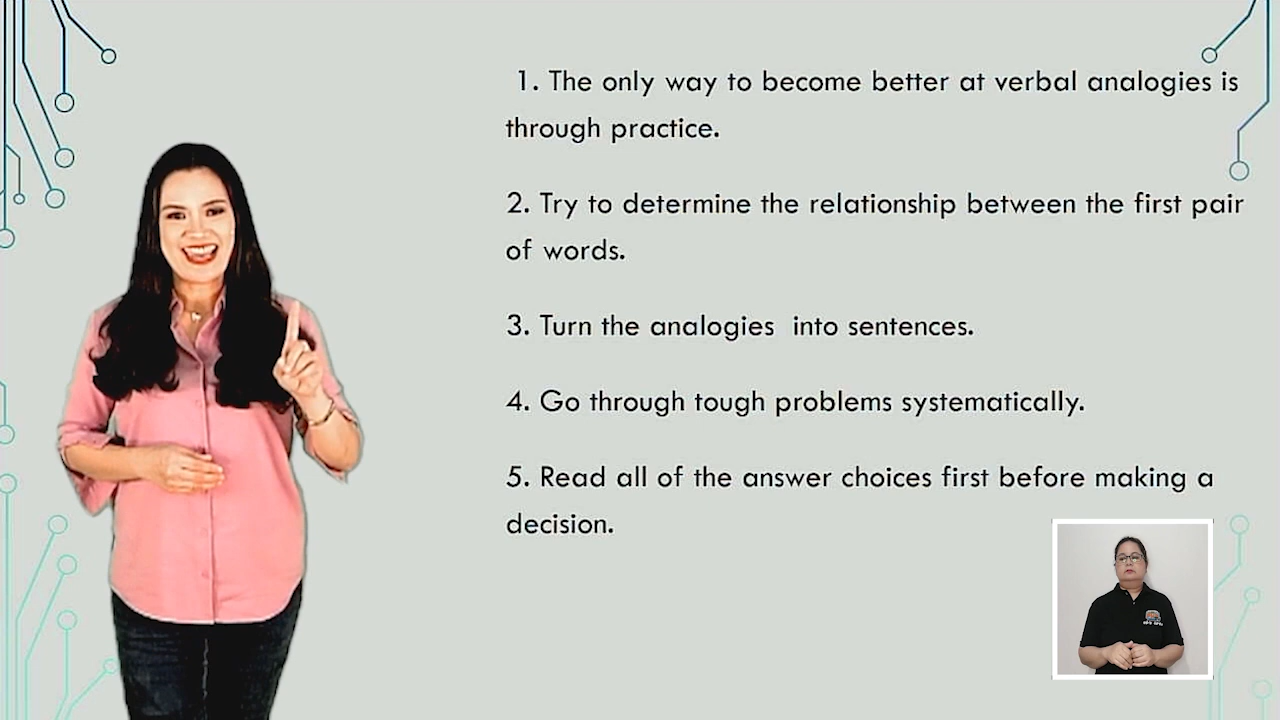 1. The only way to become better at verbal analogies is
through practice.
2. Try to determine the relationship between the first pair
of words.
3. Turn the analogies  into sentences.
4. Go through tough problems systematically.
5. Read all of the answer choices first before making a
decision.